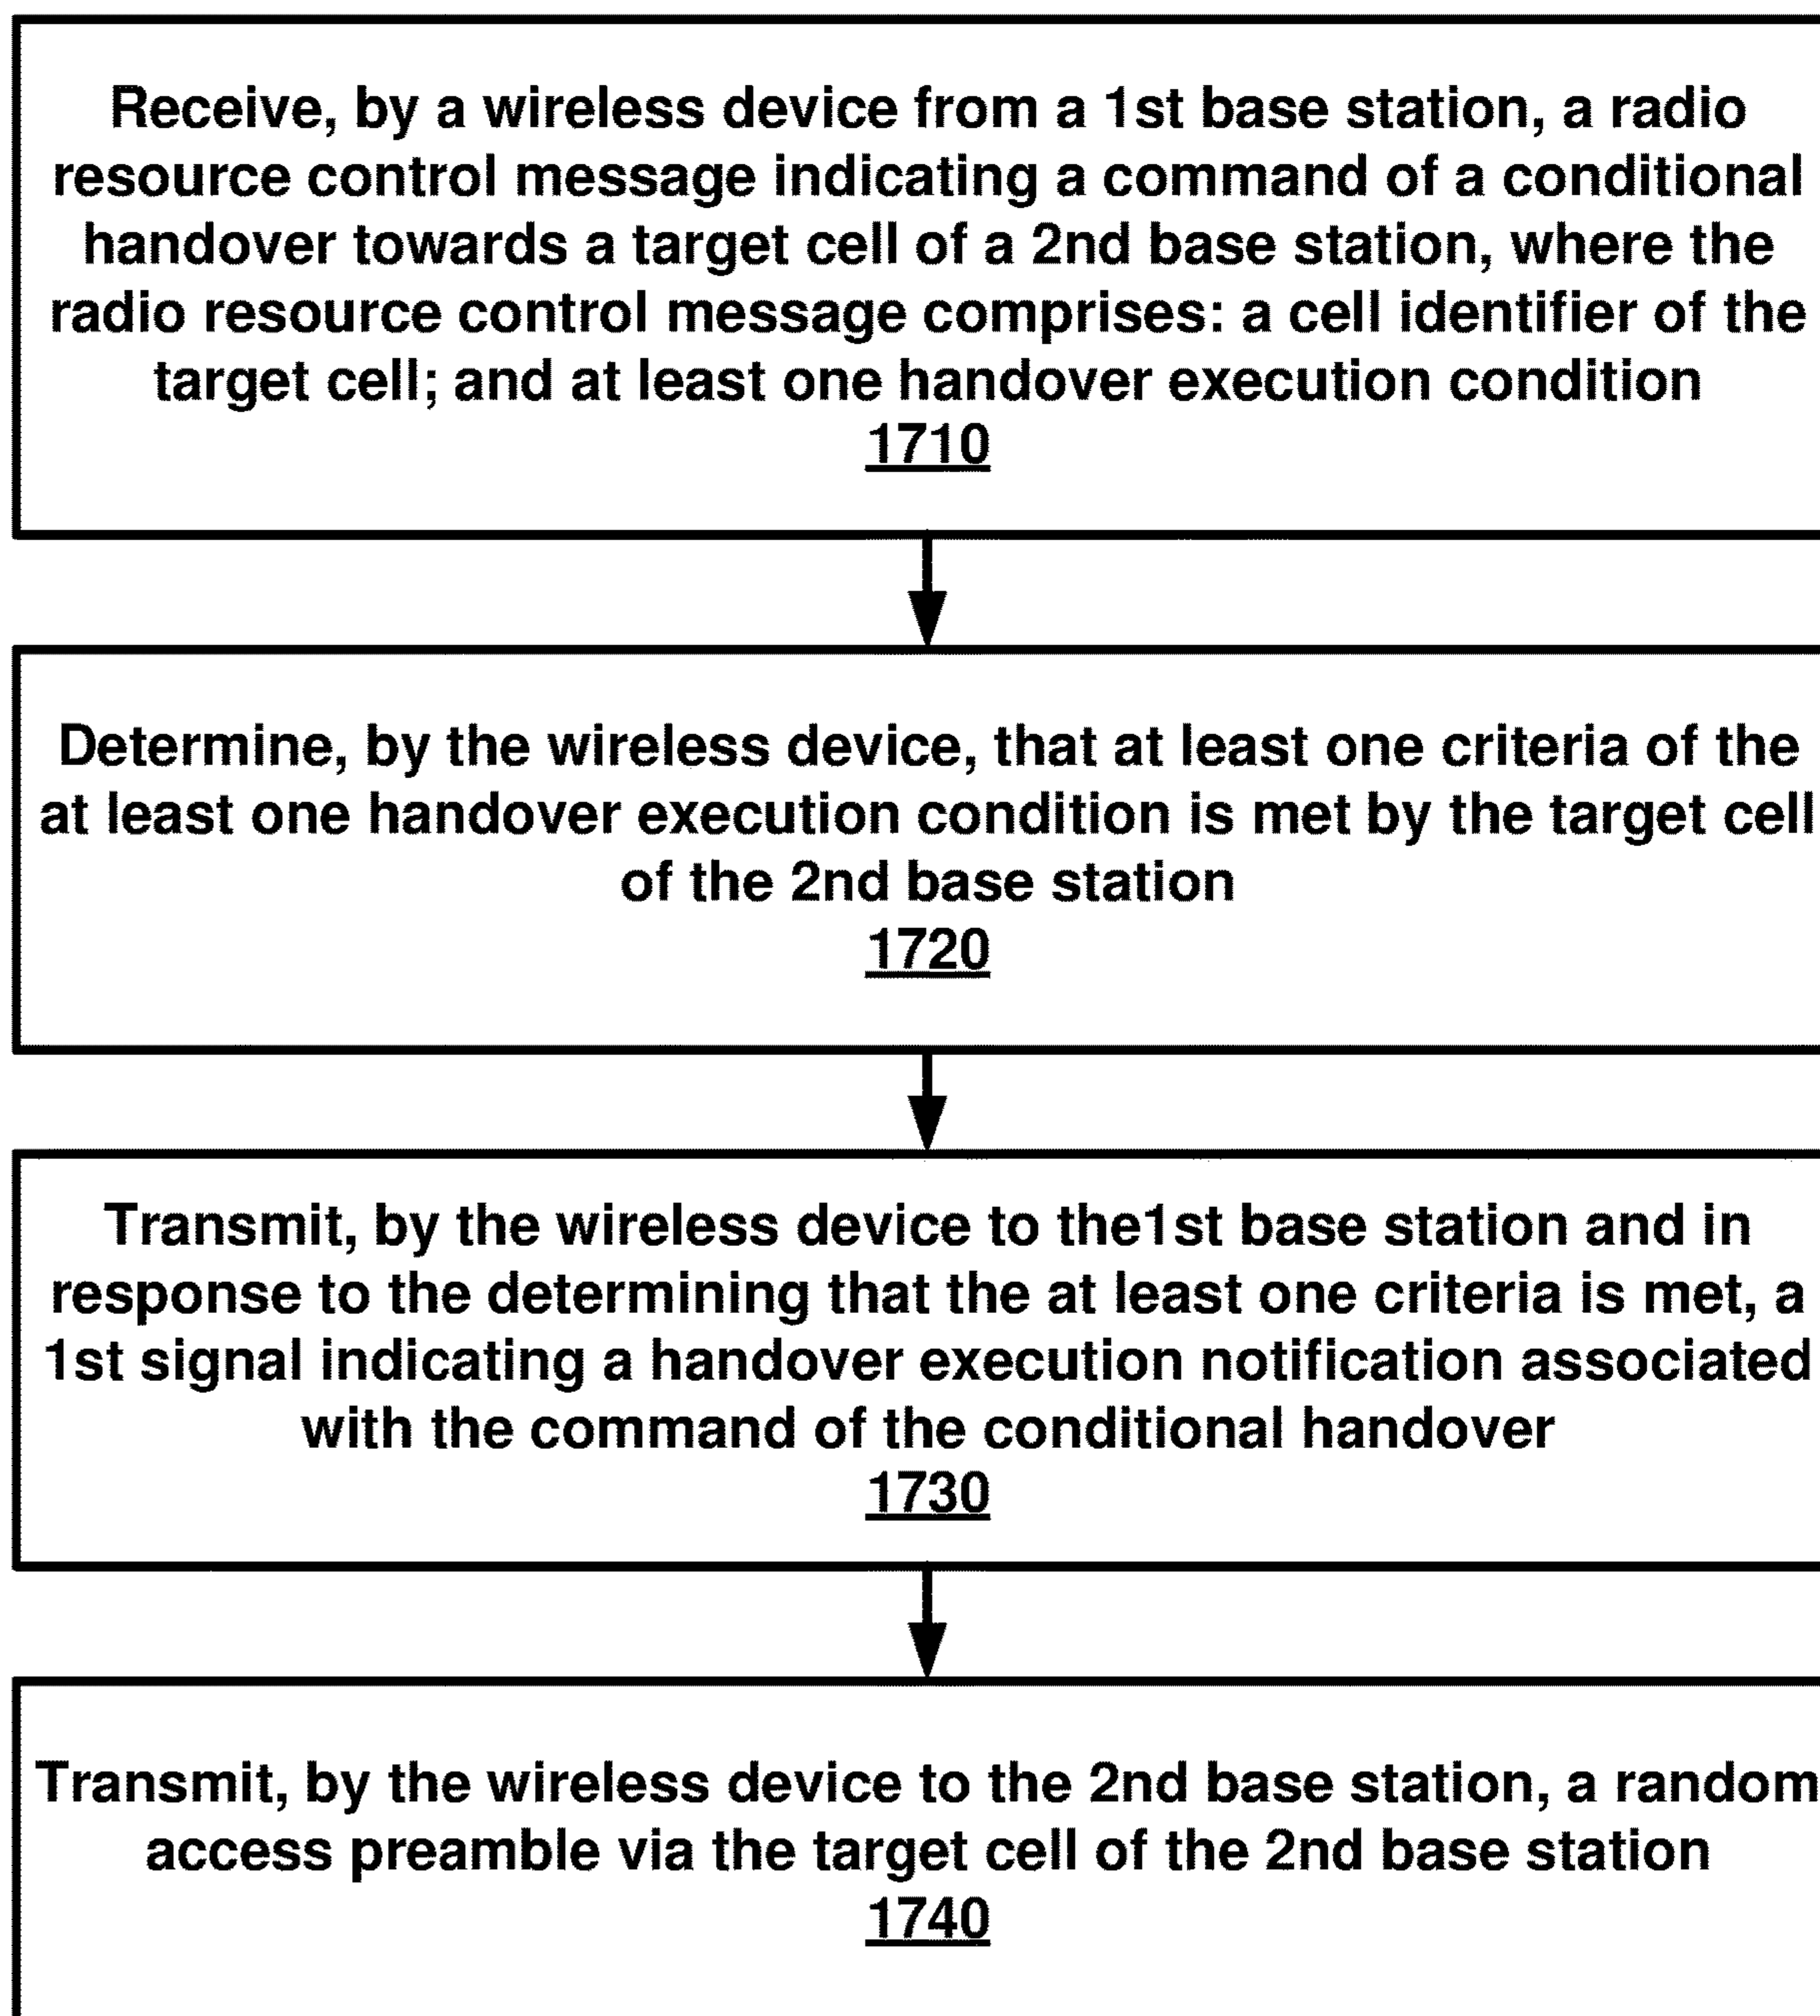 Receive, by a wireless device from a 1st base station, a radio
resource control message indicating a command of a conditional
handover towards a target cell of a 2nd base station, where the
radio resource control message comprises: a cell identifier of the
target cell; and at least one handover execution condition
1710
Determine, by the wireless device, that at least one criteria of the
at least one handover execution condition is met by the target cell
of the 2nd base station
1720
Transmit, by the wireless device to the1st base station and in
response to the determining that the at least one criteria is met, a
1st signal indicating a handover execution notification associated
with the command of the conditional handover
1730
Transmit, by the wireless device to the 2nd base station, a random
access preamble via the target cell of the 2nd base station
1740